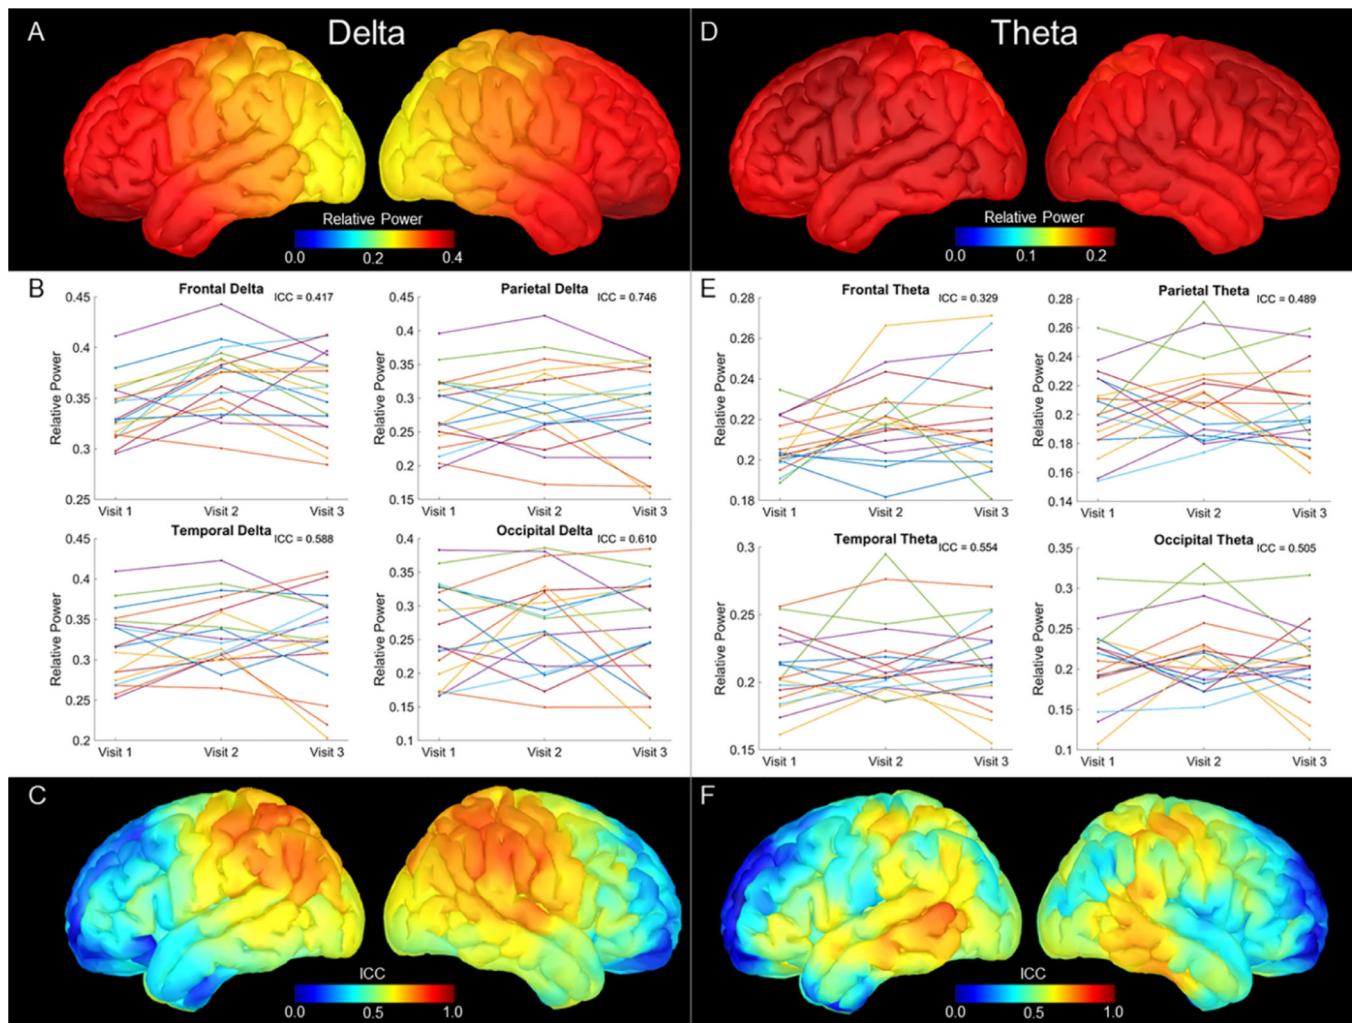 A
Delta
Relative Power
0.0 0.2 0.4
D
Theta
Relative Power
0.0 0.1 0.2
B
Frontal Delta
ICC = 0.417
Relative Power
0.45
0.4
0.35
0.3
0.25
Visit 1 Visit 2 Visit 3
Parietal Delta
ICC = 0.746
Relative Power
0.45
0.4
0.35
0.3
0.25
0.2
0.15
Visit 1 Visit 2 Visit 3
Temporal Delta
ICC = 0.588
Relative Power
0.45
0.4
0.35
0.3
0.25
0.2
Visit 1 Visit 2 Visit 3
Occipital Delta
ICC = 0.610
Relative Power
0.4
0.35
0.3
0.25
0.2
0.15
0.1
Visit 1 Visit 2 Visit 3
E
Frontal Theta
ICC = 0.329
Relative Power
0.28
0.26
0.24
0.22
0.2
0.18
Visit 1 Visit 2 Visit 3
Parietal Theta
ICC = 0.489
Relative Power
0.28
0.26
0.24
0.22
0.2
0.18
0.16
0.14
Visit 1 Visit 2 Visit 3
Temporal Theta
ICC = 0.554
Relative Power
0.3
0.25
0.2
0.15
Visit 1 Visit 2 Visit 3
Occipital Theta
ICC = 0.505
Relative Power
0.35
0.3
0.25
0.2
0.15
0.1
Visit 1 Visit 2 Visit 3
C
ICC
0.0 0.5 1.0
F
ICC
0.0 0.5 1.0